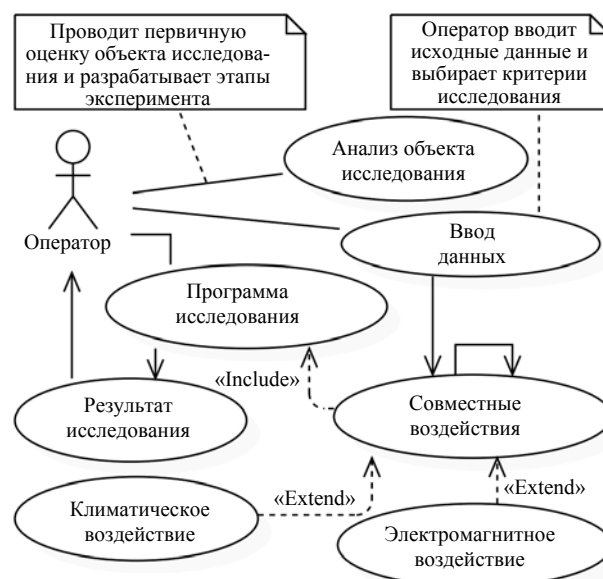 Проводит первичную
оценку объекта исследова-
ния и разрабатывает этапы
эксперимента
Оператор вводит
исходные данные и
выбирает критерии
исследования
Анализ объекта
исследования
Оператор
Ввод
данных
Программа
исследования
«Include»
Результат
исследования
Совместные
воздействия
«Extend»
«Extend»
Климатическое
воздействие
Электромагнитное
воздействие